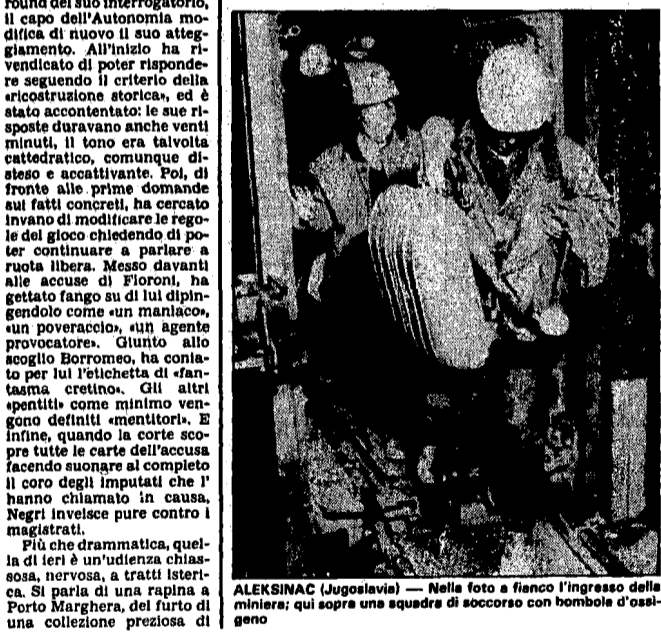 round del suo interrogatorio,
il capo dell'Autonomia mo-
difica di nuovo il suo atteg-
giamento. All'inizio ha ri-
vendicato di poter risponde-
re seguendo il criterio della
«ricostruzione storica», ed è
stato accontentato: le sue ri-
sposte duravano anche venti
minuti, il tono era talvolta
cattedratico, comunque di-
steso e accattivante. Poi, di
fronte alle prime domande
sui fatti concreti, ha cercato
invano di modificare le rego-
le del gioco chiedendo di po-
ter continuare a parlare a
ruota libera. Messo davanti
alle accuse di Fioroni, ha
gettato fango su di lui dipin-
gendolo come «un maniaco»,
«un poveraccio», «un agente
provocatore». Giunto allo
scoglio Borromeo, ha conia-
to per lui l'etichetta di «fan-
tasma cretino». Gli altri
«pentiti» come minimo ven-
gono definiti «mentitori». E
infine, quando la corte sco-
pre tutte le carte dell'accusa
facendo suonare al completo
il coro degli imputati che l'
hanno chiamato in causa,
Negri inveisce pure contro i
magistrati.
Più che drammatica, quel-
la di ieri è un'udienza chias-
sosa, nervosa, a tratti isteri-
ca. Si parla di una rapina a
Porto Marghera, del furto di
una collezione preziosa di
ALEKSINAC (Jugoslavia) — Nella foto a fianco l'ingresso della
miniera; qui sopra una squadra di soccorso con bombole d'ossi-
geno